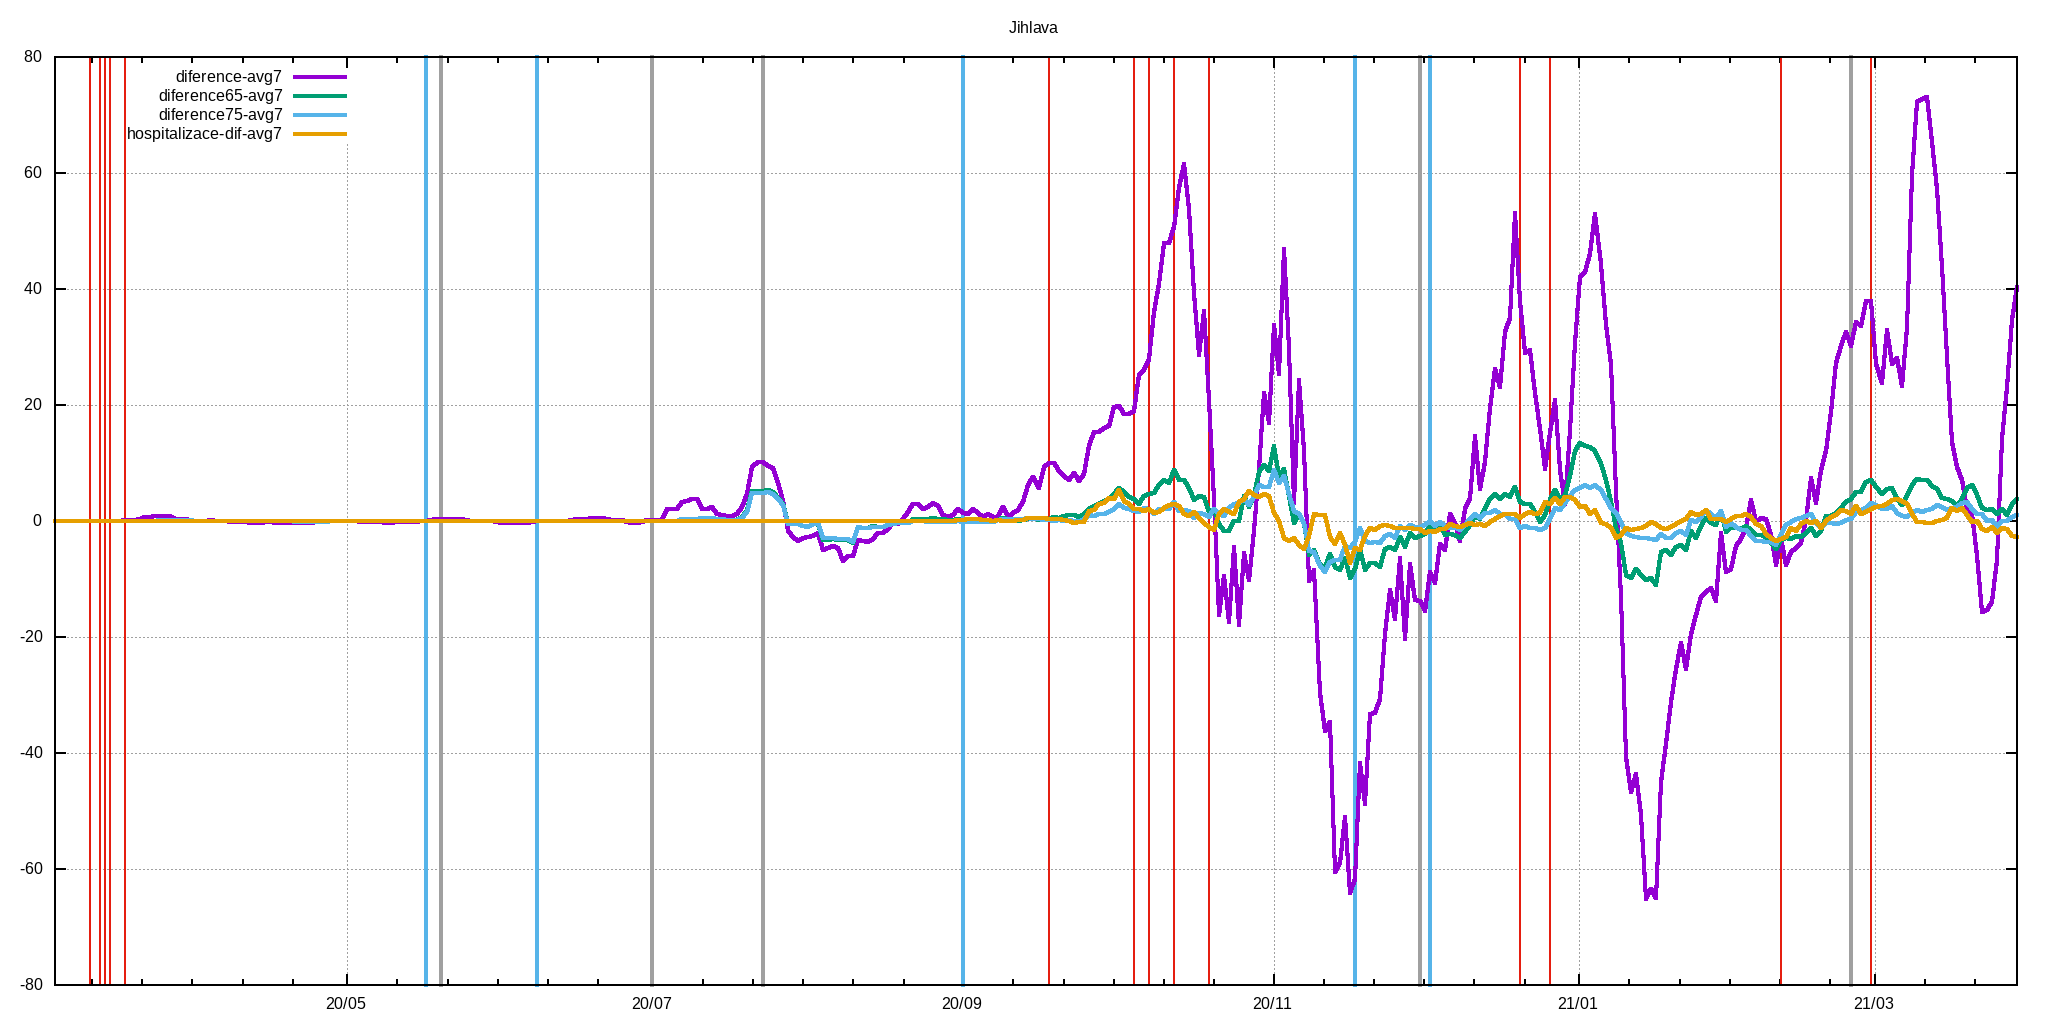 Jihlava
diference-avg7
diference65-avg7
diference75-avg7
hospitalizace-dif-avg7
80
60
40
20
0
-20
-40
-60
-80
20/05 20/07 20/09 20/11 21/01 21/03